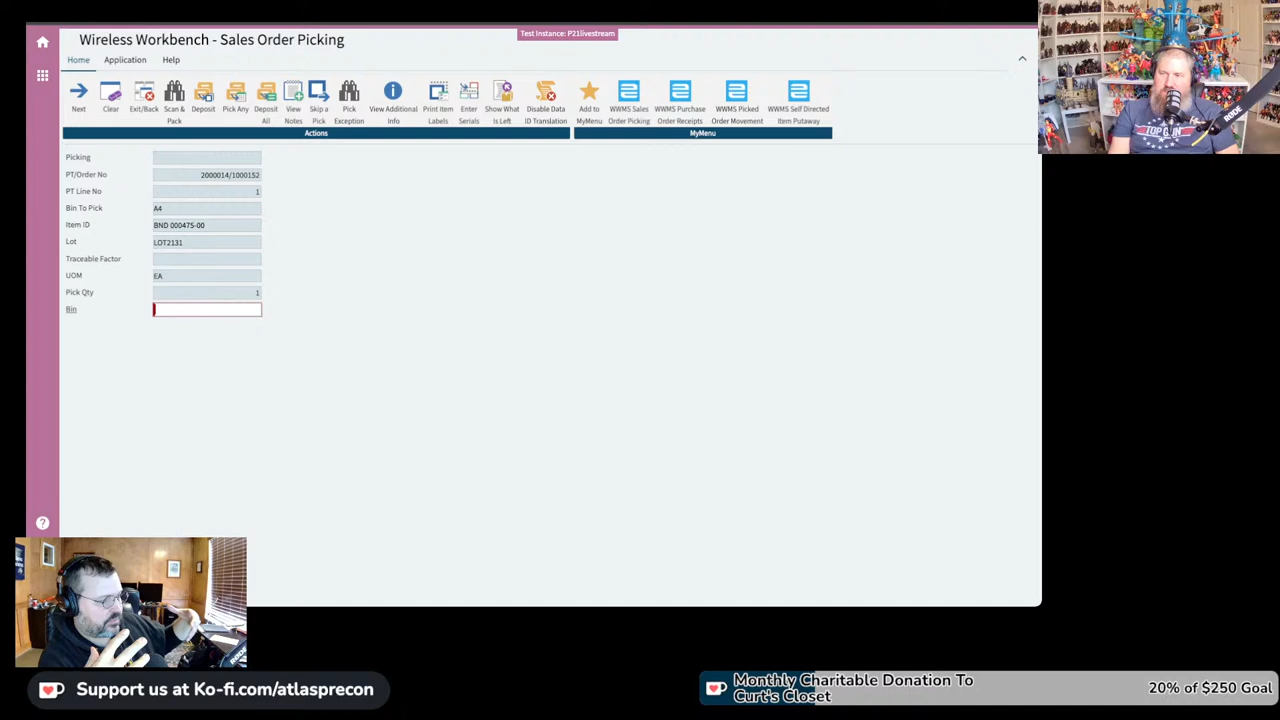 Wireless Workbench - Sales Order Picking
Test Instance: P21livestream
Home Application Help
Next
Clear
Exit/Back
Scan & Pack
Deposit
Pick Any
Deposit All
View Notes
Skip a Pick
Pick Exception
View Additional Info
Print Item Labels
Enter Serials
Show What Is Left
Disable Data ID Translation
Add to MyMenu
WWMS Sales Order Picking
WWMS Purchase Order Receipts
WWMS Picked Order Movement
WWMS Self Directed Item Putaway
Actions
MyMenu
Picking
PT/Order No 2000014/1000152
PT Line No 1
Bin To Pick A4
Item ID BND 000475-00
Lot LOT2131
Traceable Factor
UOM EA
Pick Qty 1
Bin
TOP GUN
RODE
Support us at Ko-fi.com/atlasprecon
Monthly Charitable Donation To
Curt's Closet
20% of $250 Goal